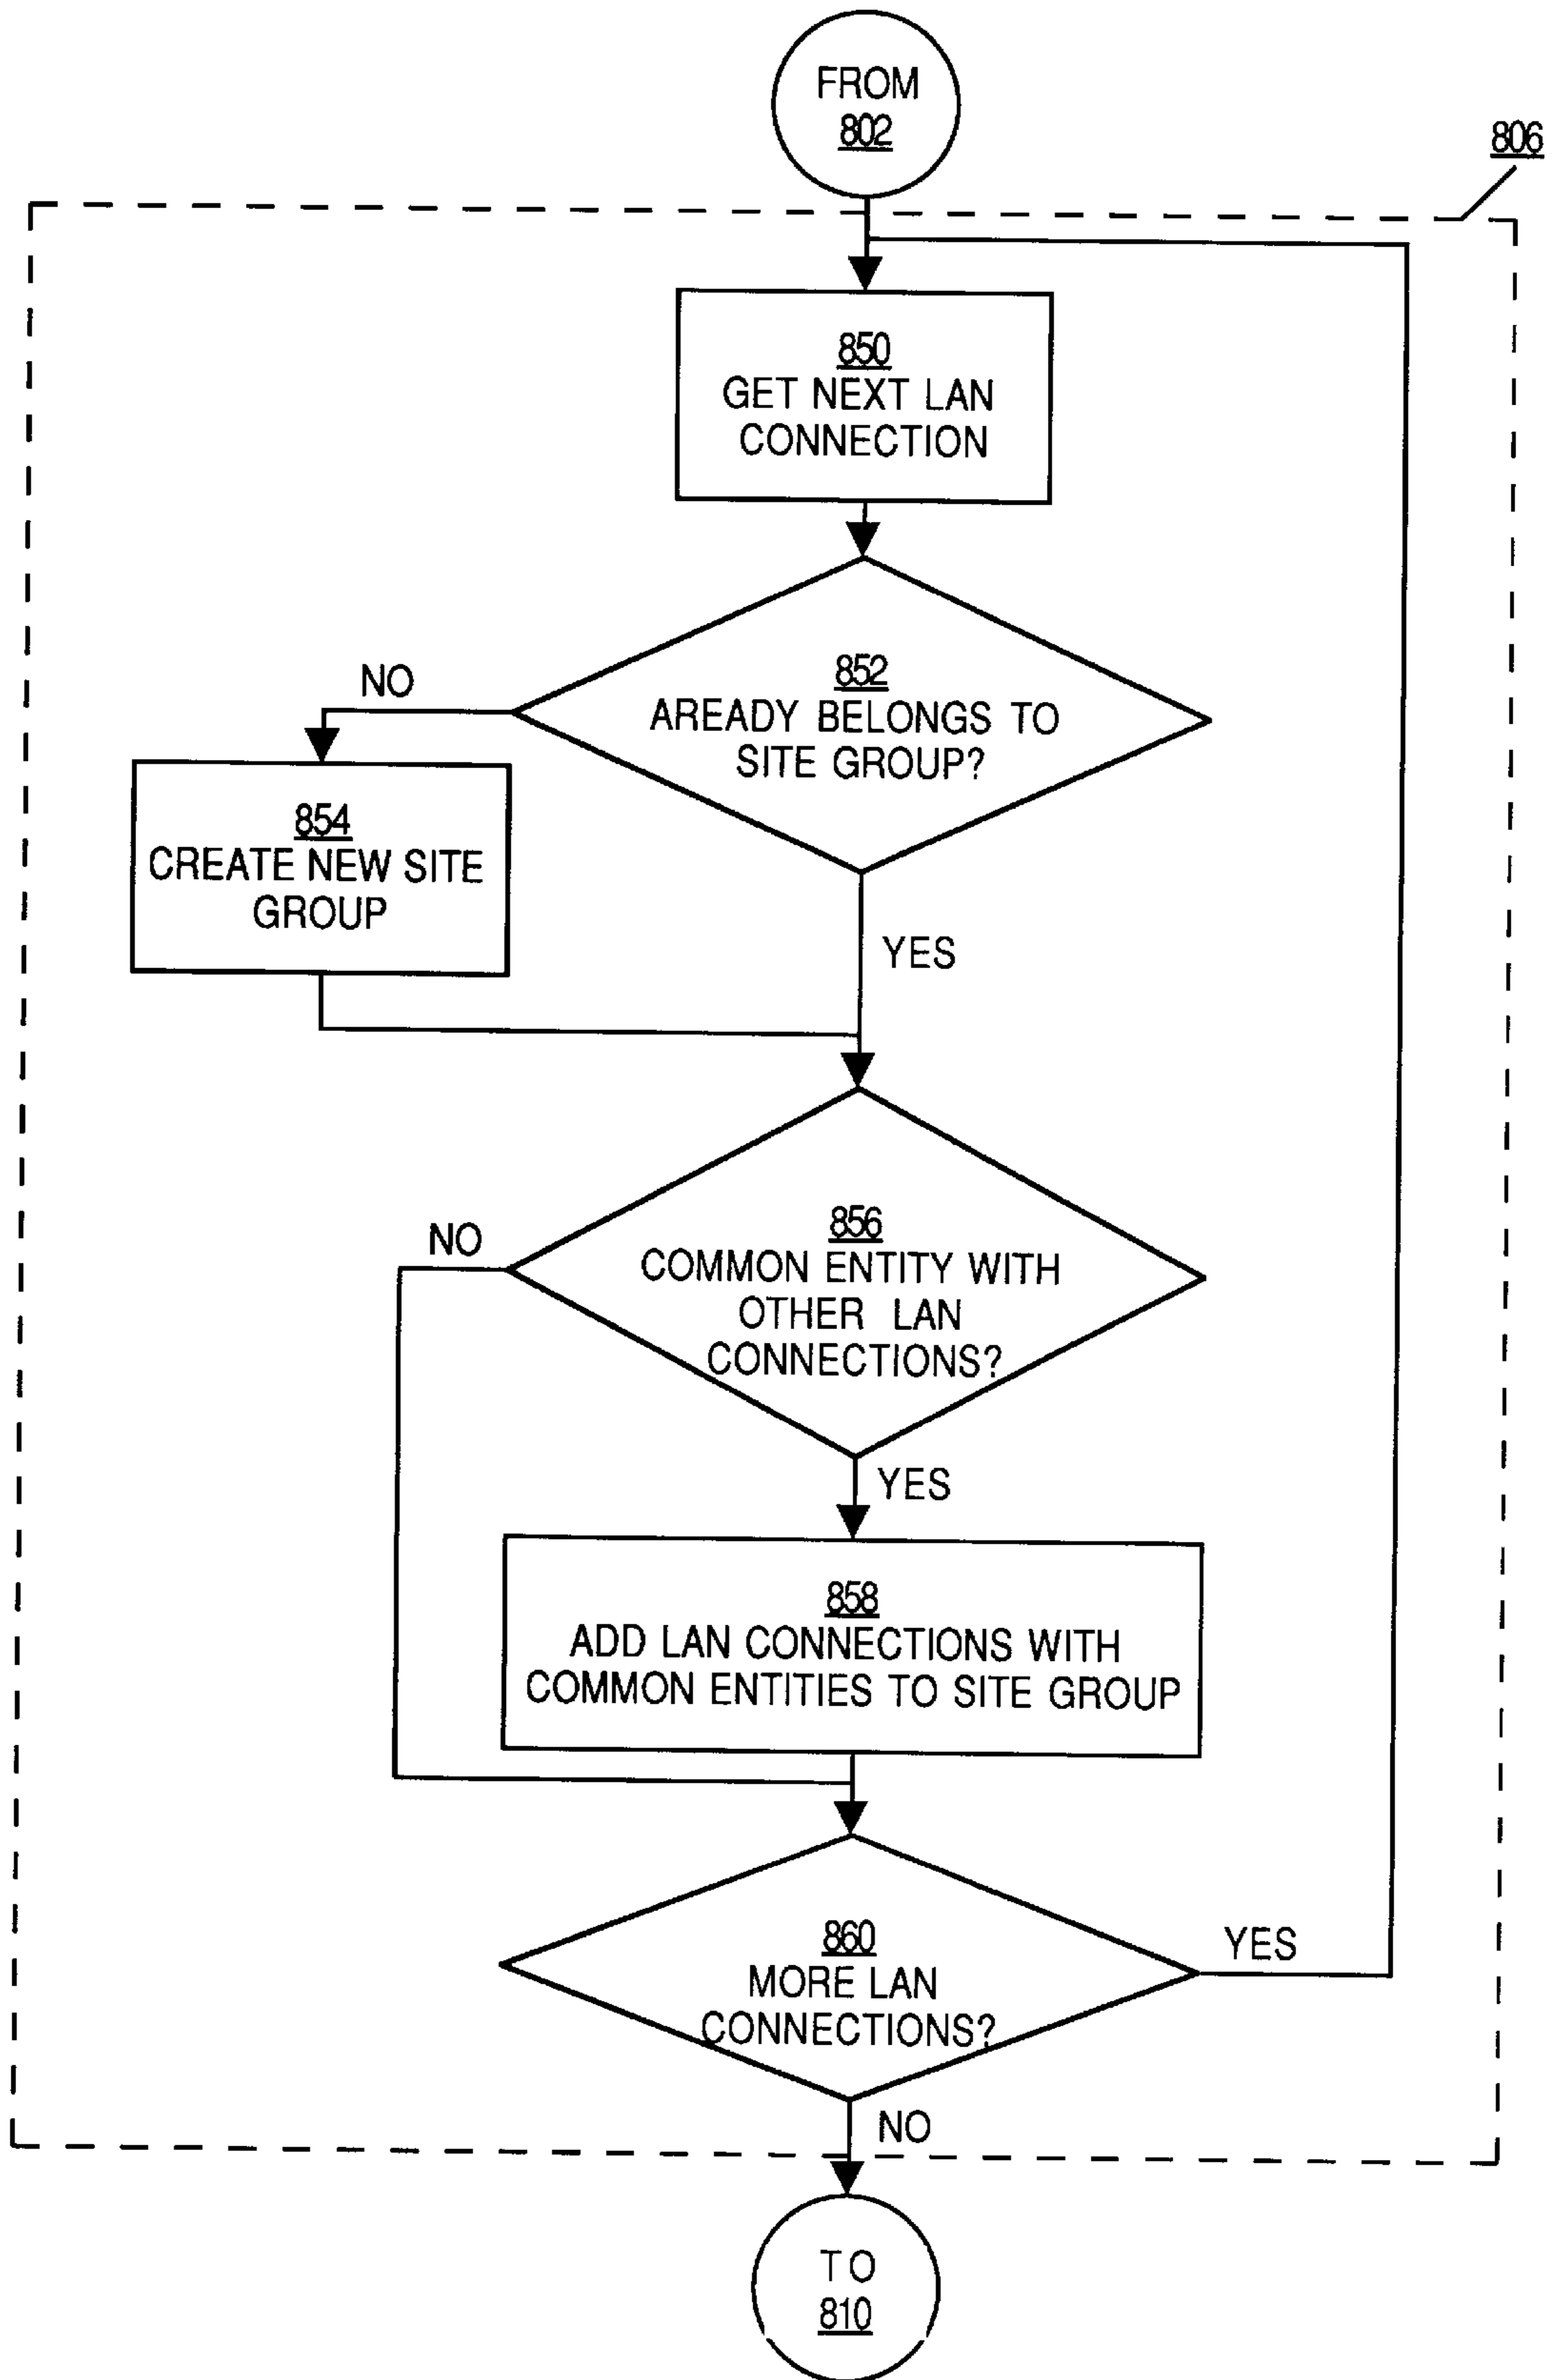 FROM
802
806
850
GET NEXT LAN
CONNECTION
852
AREADY BELONGS TO
SITE GROUP?
NO
854
CREATE NEW SITE
GROUP
YES
856
COMMON ENTITY WITH
OTHER LAN
CONNECTIONS?
NO
YES
858
ADD LAN CONNECTIONS WITH
COMMON ENTITIES TO SITE GROUP
860
MORE LAN
CONNECTIONS?
YES
NO
TO
810